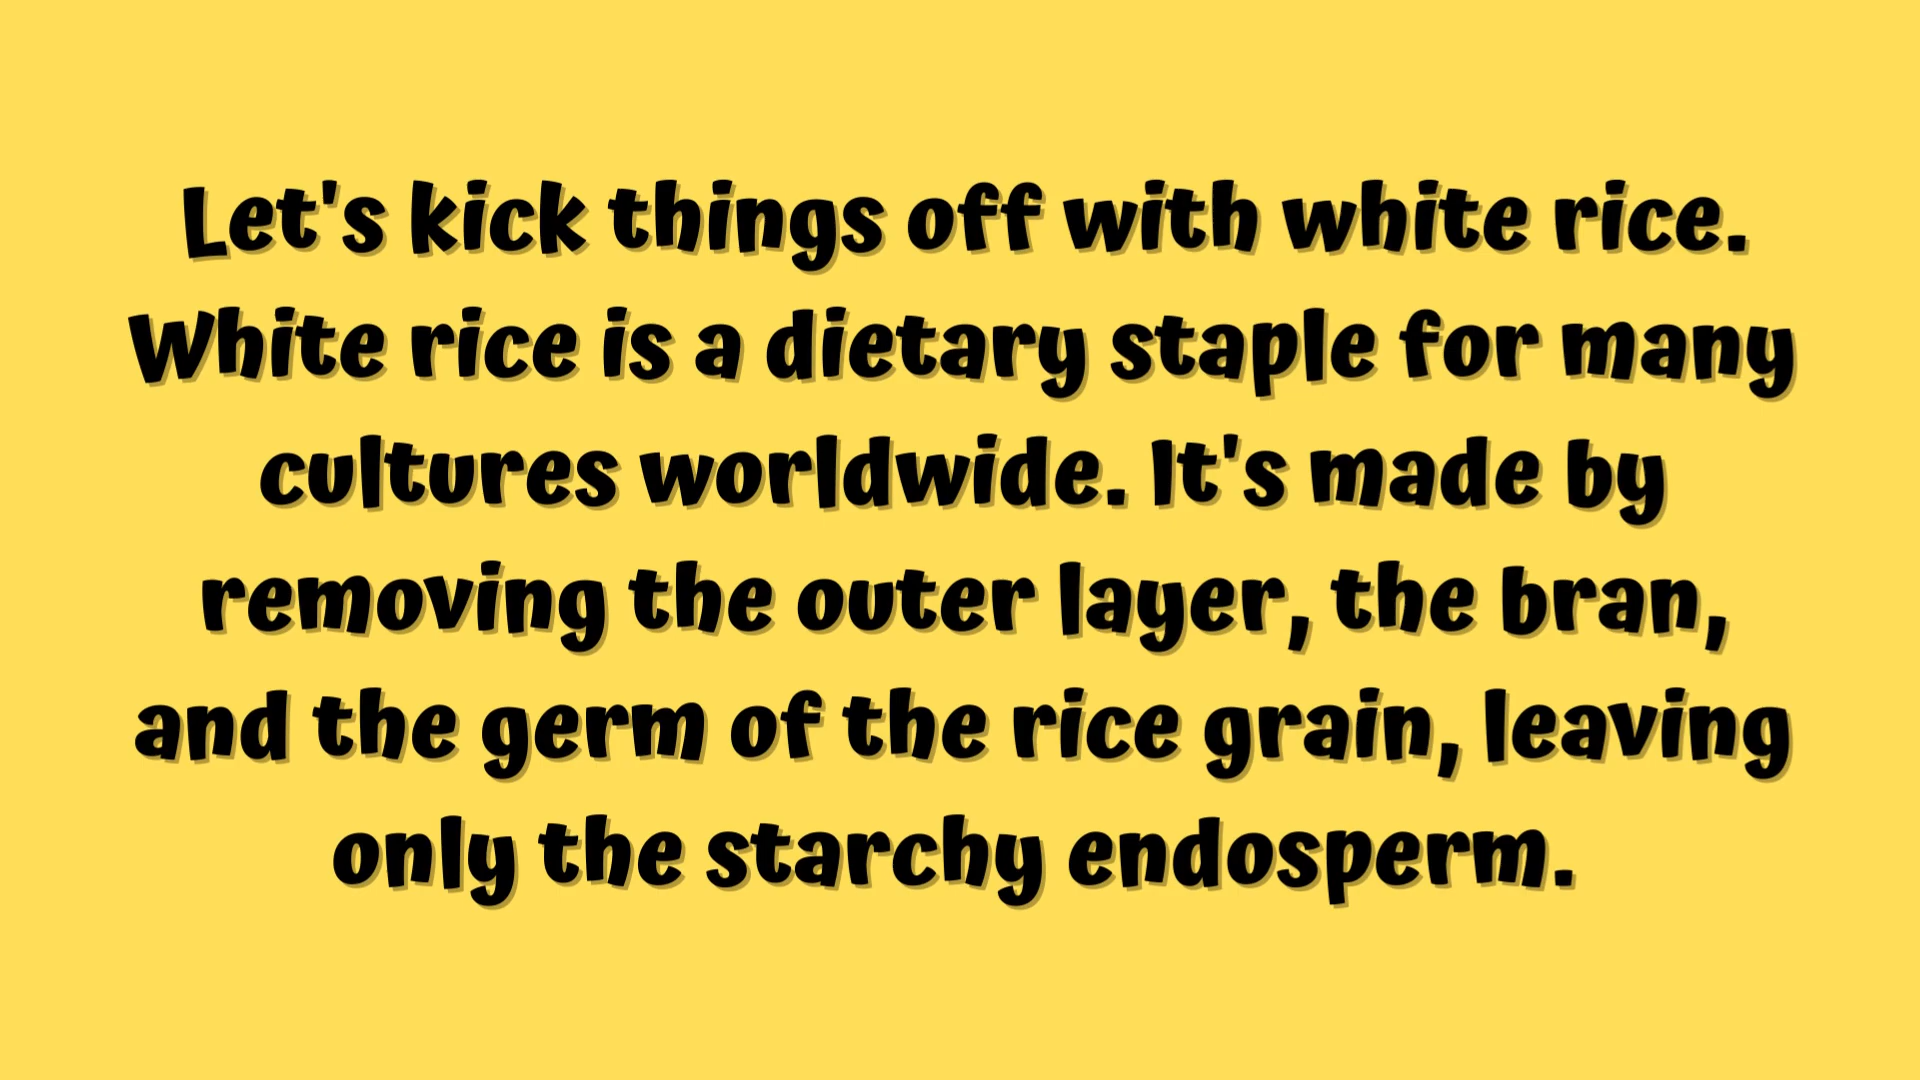 Let's kick things off with white rice.
White rice is a dietary staple for many
cultures worldwide. It's made by
removing the outer layer, the bran,
and the germ of the rice grain, leaving
only the starchy endosperm.